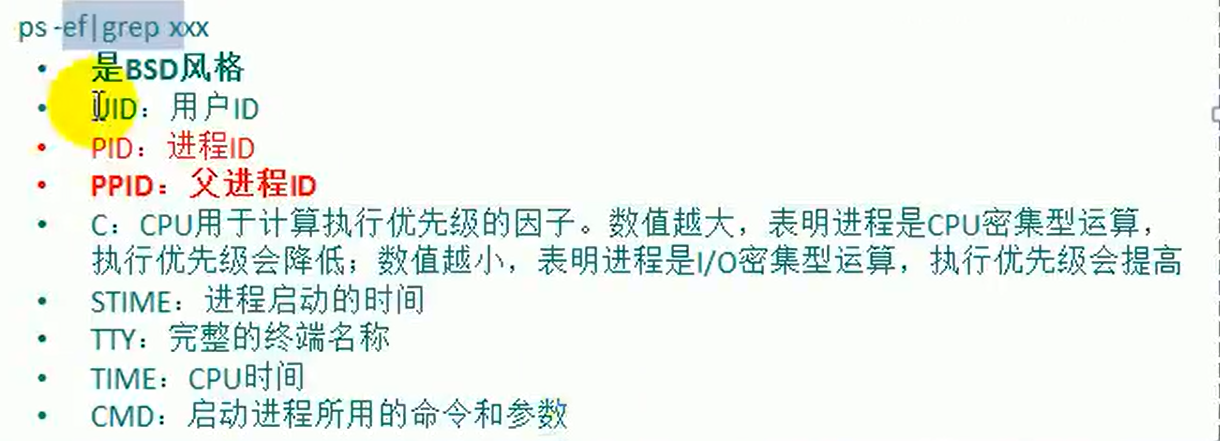 ps -ef|grep xxx
• 是BSD风格
• UID：用户ID
• PID：进程ID
• PPID：父进程ID
• C：CPU用于计算执行优先级的因子。数值越大，表明进程是CPU密集型运算，
执行优先级会降低；数值越小，表明进程是I/O密集型运算，执行优先级会提高
• STIME：进程启动的时间
• TTY：完整的终端名称
• TIME：CPU时间
• CMD：启动进程所用的命令和参数